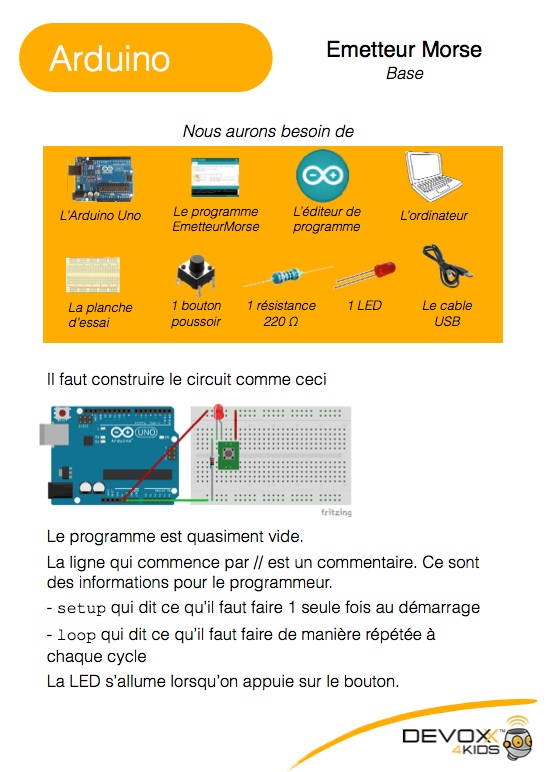 Arduino
Emetteur Morse
Base
Nous aurons besoin de
L'Arduino Uno
Le programme
EmetteurMorse
L'éditeur de
programme
L'ordinateur
La planche
d'essai
1 bouton
poussoir
1 résistance
220 Ω
1 LED
Le cable
USB
Il faut construire le circuit comme ceci
UNO
Arduino
fritzing
Le programme est quasiment vide.
La ligne qui commence par // est un commentaire. Ce sont
des informations pour le programmeur.
- setup qui dit ce qu'il faut faire 1 seule fois au démarrage
- loop qui dit ce qu'il faut faire de manière répétée à
chaque cycle
La LED s'allume lorsqu'on appuie sur le bouton.
DEVOXX™
4KIDS